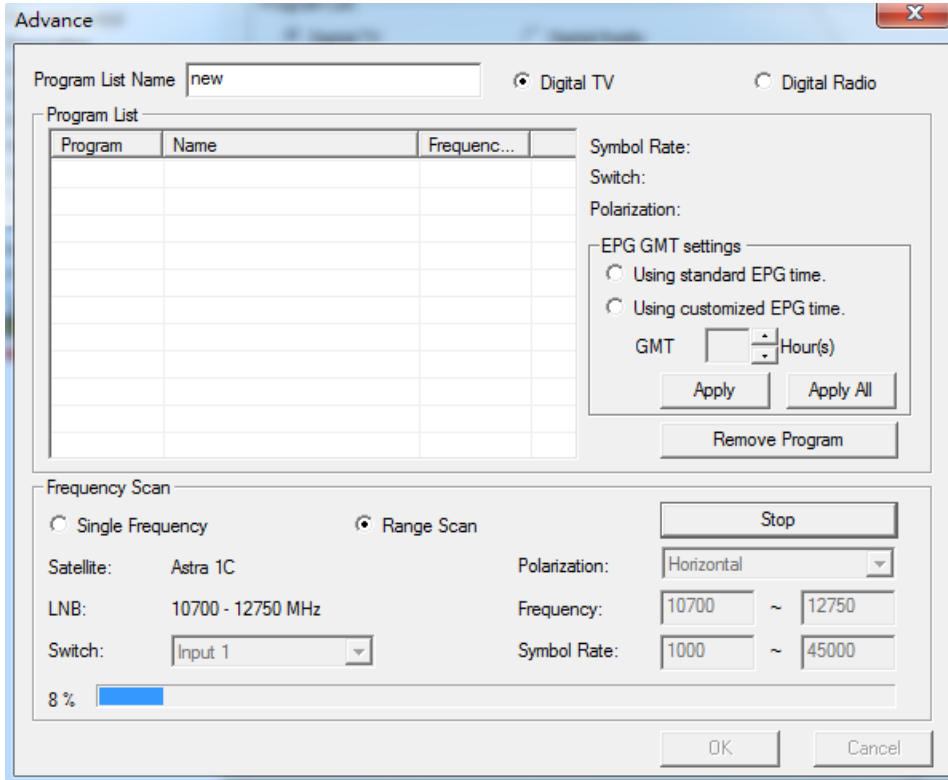 Advance
Program List Name new Digital TV Digital Radio
Program List
Program Name Frequenc...
Symbol Rate:
Switch:
Polarization:
EPG GMT settings
Using standard EPG time.
Using customized EPG time.
GMT Hour(s)
Apply Apply All
Remove Program
Frequency Scan
Single Frequency Range Scan Stop
Satellite: Astra 1C Polarization: Horizontal
LNB: 10700 - 12750 MHz Frequency: 10700 ~ 12750
Switch: Input 1 Symbol Rate: 1000 ~ 45000
8 %
OK Cancel